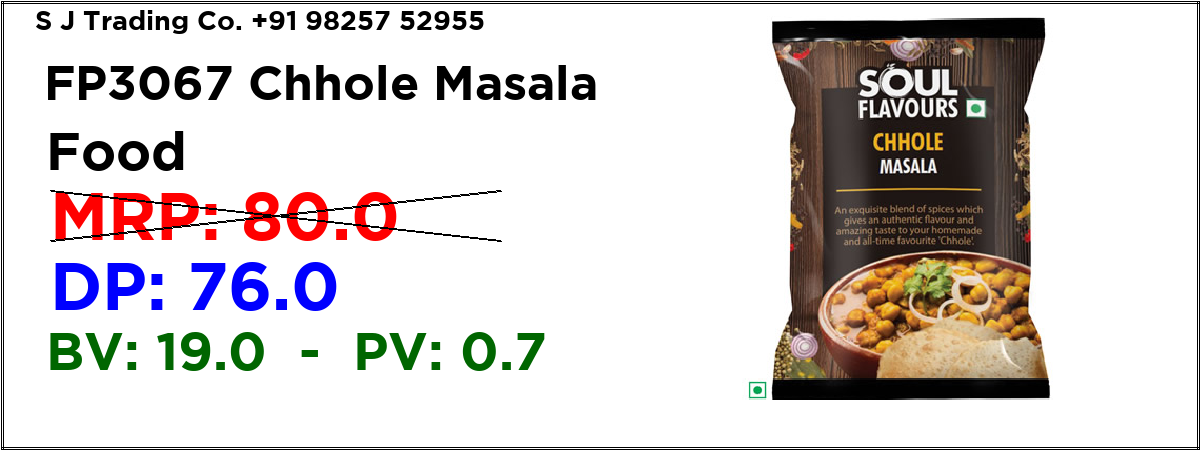 S J Trading Co. +91 98257 52955
FP3067 Chhole Masala
Food
MRP: 80.0
DP: 76.0
BV: 19.0 - PV: 0.7
SOUL
FLAVOURS
CHHOLE
MASALA
An exquisite blend of spices which
gives an authentic flavour and
amazing taste to your homemade
and all-time favourite 'Chhole'.